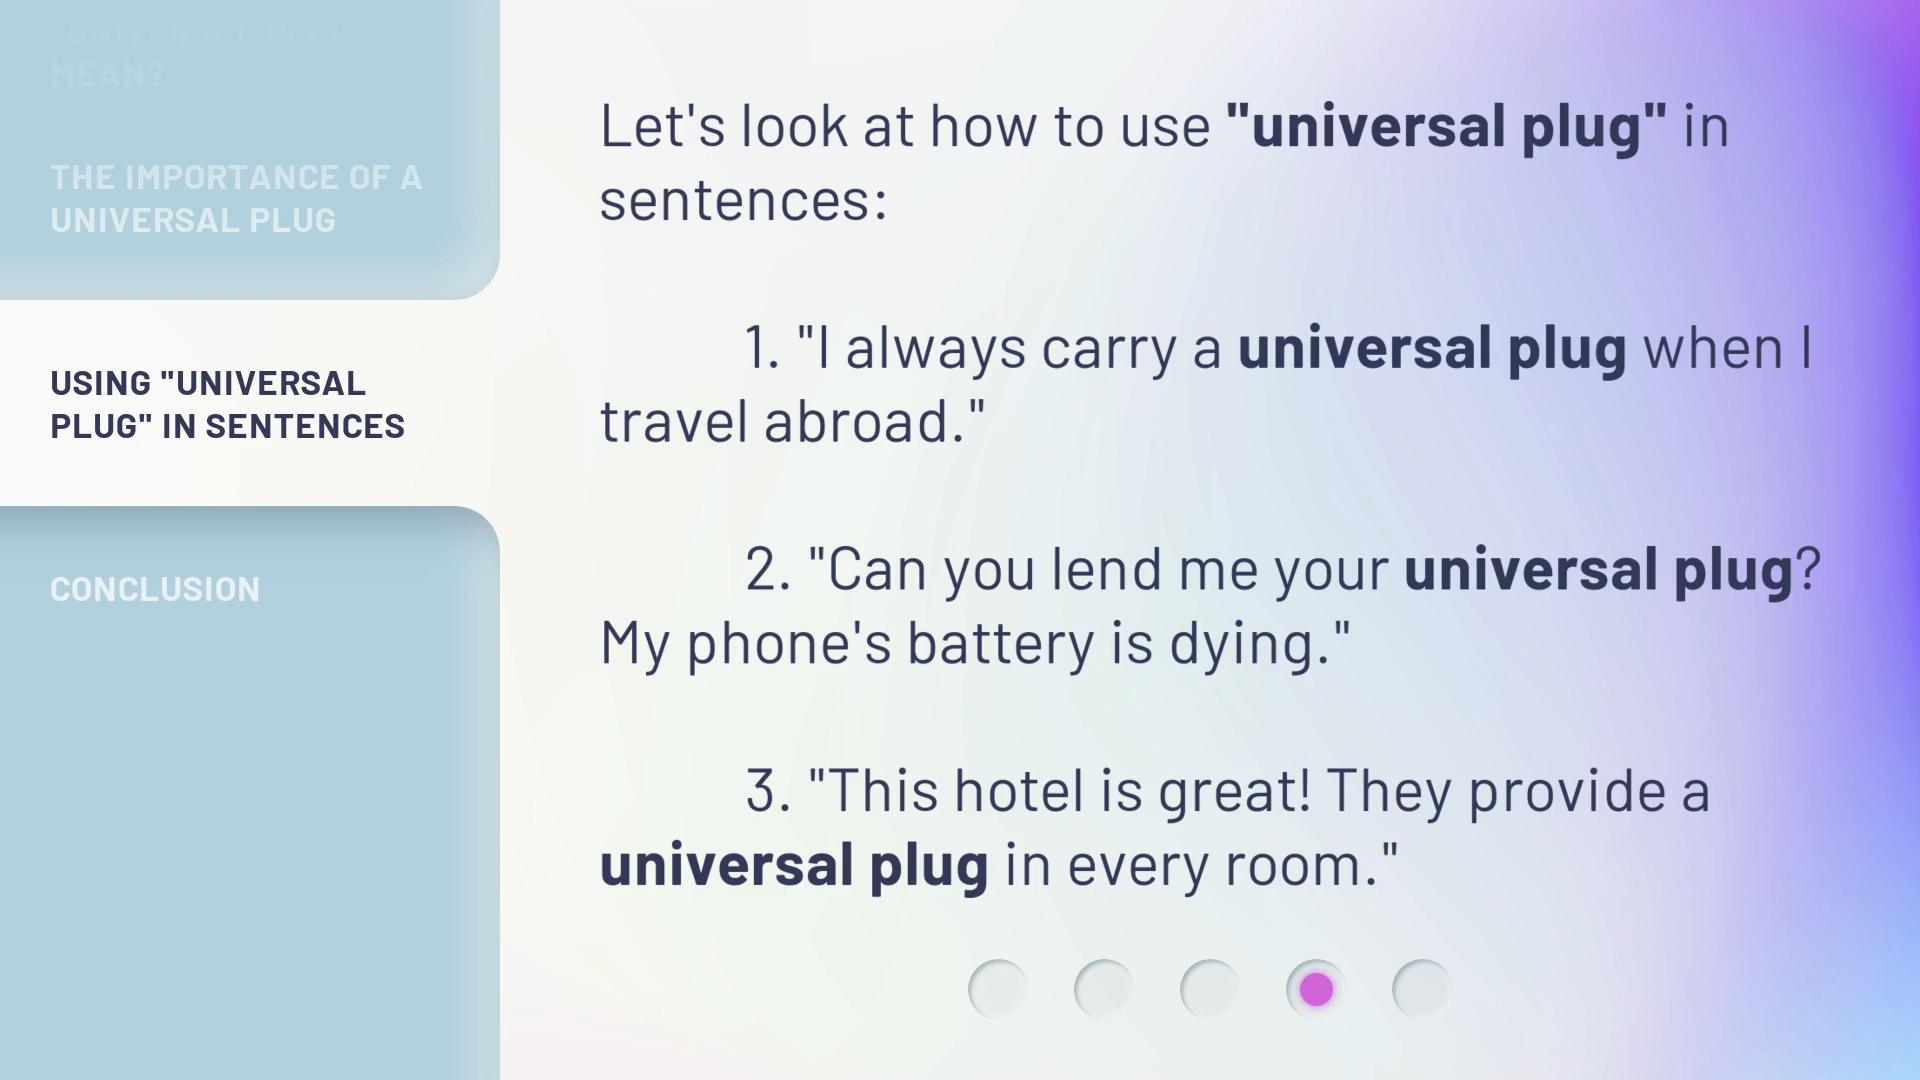 "UNIVERSAL PLUG"
MEAN?
THE IMPORTANCE OF A
UNIVERSAL PLUG
USING "UNIVERSAL
PLUG" IN SENTENCES
CONCLUSION
Let's look at how to use "universal plug" in
sentences:
1. "I always carry a universal plug when I
travel abroad."
2. "Can you lend me your universal plug?
My phone's battery is dying."
3. "This hotel is great! They provide a
universal plug in every room."